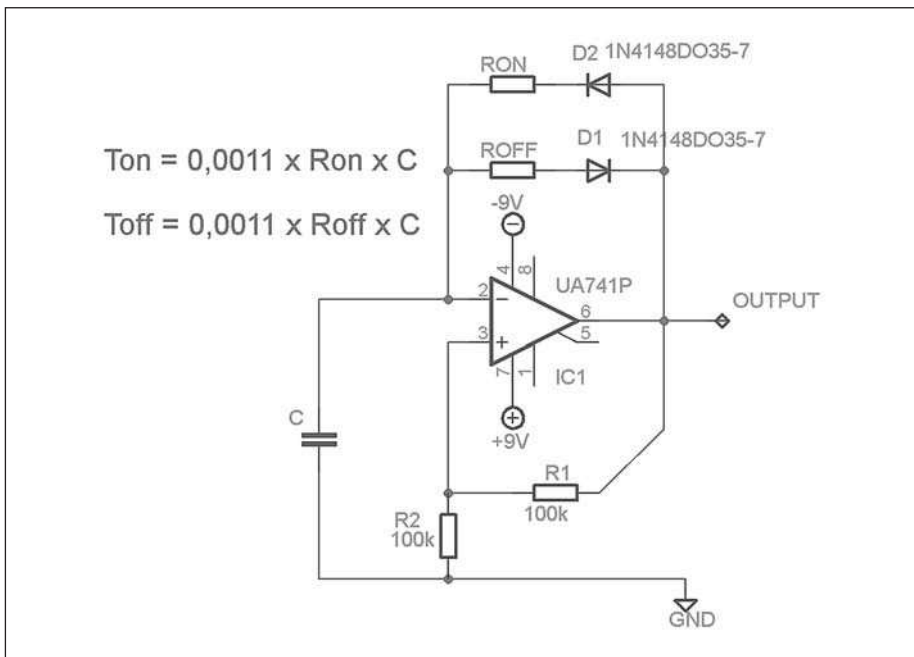 D2 1N4148DO35-7
RON
ROFF
D1 1N4148DO35-7
Ton = 0,0011 x Ron x C
Toff = 0,0011 x Roff x C
-9V
4
8
UA741P
2
6
OUTPUT
3
5
7
1
IC1
+9V
C
R1
100k
R2
100k
GND